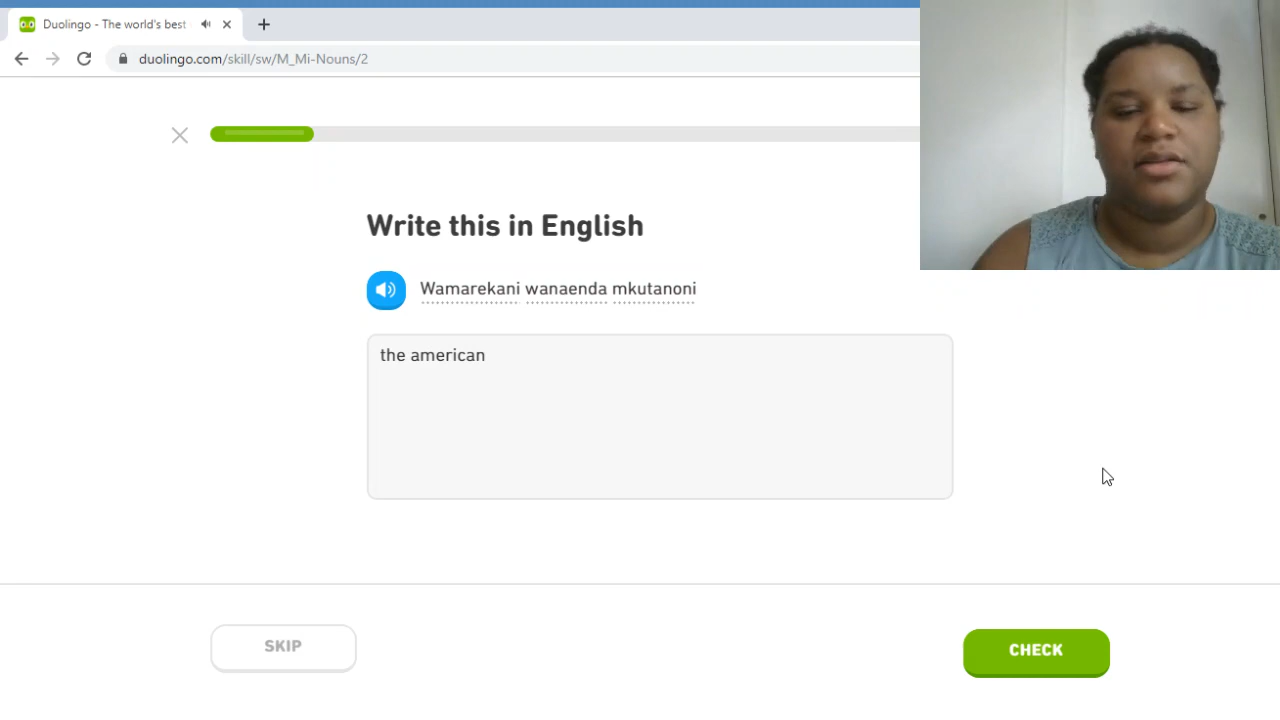 Duolingo - The world's best
duolingo.com/skill/sw/M_Mi-Nouns/2
Write this in English
Wamarekani wanaenda mkutanoni
the american
SKIP
CHECK